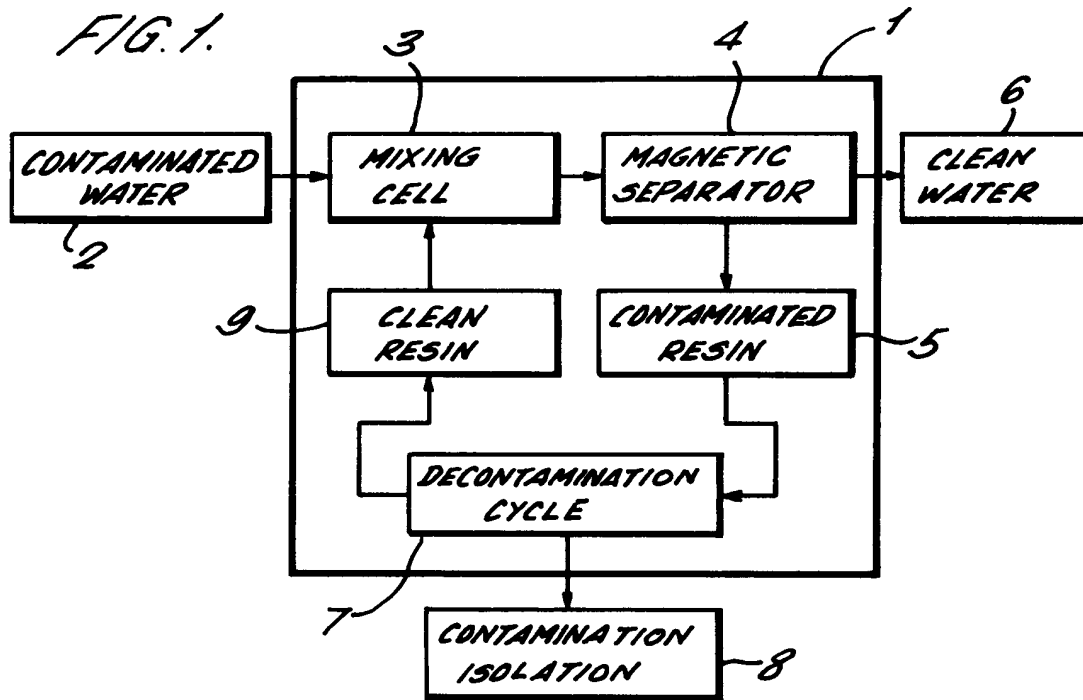 FIG. 1.
3
4
1
6
CONTAMINATED
WATER
2
MIXING
CELL
MAGNETIC
SEPARATOR
CLEAN
WATER
9
CLEAN
RESIN
CONTAMINATED
RESIN
5
DECONTAMINATION
CYCLE
7
CONTAMINATION
ISOLATION
8